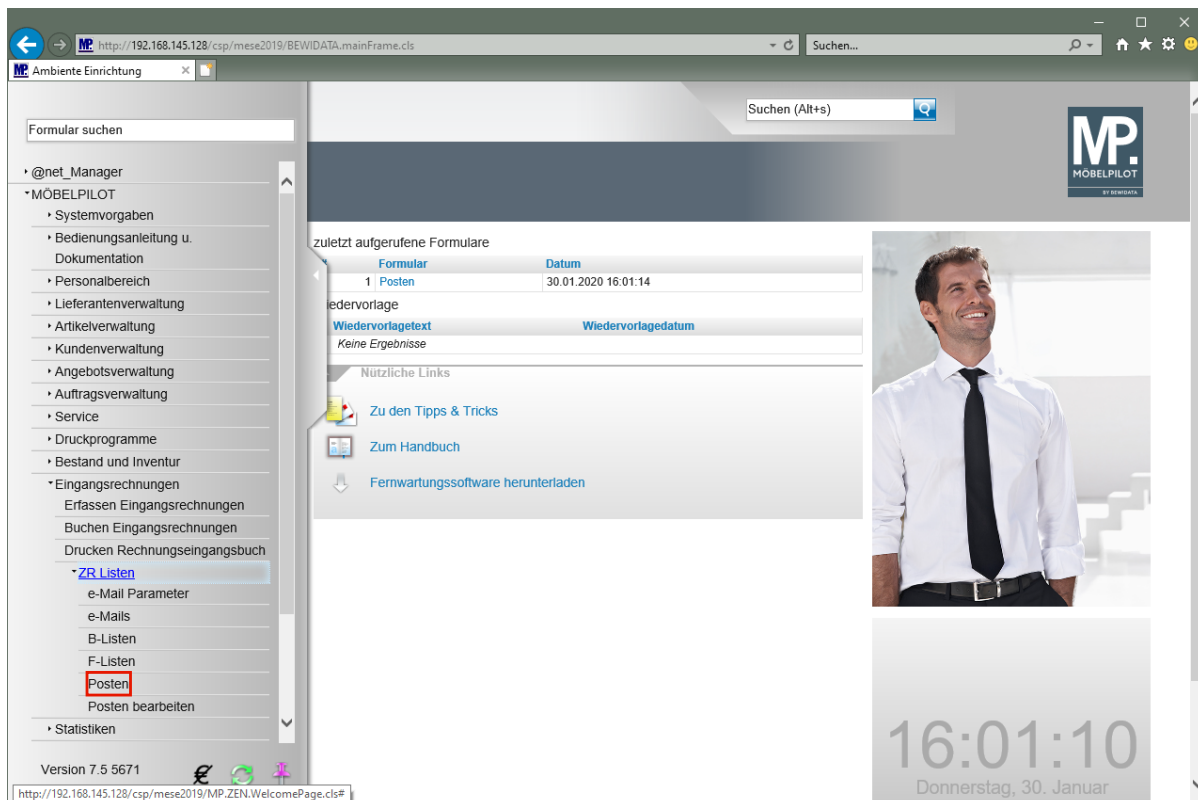 http://192.168.145.128/csp/mese2019/BEWIDATA.mainFrame.cls
Suchen...
MP. Ambiente Einrichtung
Formular suchen
Suchen (Alt+s)
MP.
MÖBELPILOT
BY BEWIDATA
@net_Manager
MÖBELPILOT
Systemvorgaben
Bedienungsanleitung u.
Dokumentation
Personalbereich
Lieferantenverwaltung
Artikelverwaltung
Kundenverwaltung
Angebotsverwaltung
Auftragsverwaltung
Service
Druckprogramme
Bestand und Inventur
Eingangsrechnungen
Erfassen Eingangsrechnungen
Buchen Eingangsrechnungen
Drucken Rechnungseingangsbuch
ZR Listen
e-Mail Parameter
e-Mails
B-Listen
F-Listen
Posten
Posten bearbeiten
Statistiken
Version 7.5 5671
http://192.168.145.128/csp/mese2019/MP.ZEN.WelcomePage.cls#
zuletzt aufgerufene Formulare
Formular Datum
1 Posten 30.01.2020 16:01:14
Wiedervorlagetext Wiedervorlagedatum
Keine Ergebnisse
Nützliche Links
Zu den Tipps & Tricks
Zum Handbuch
Fernwartungssoftware herunterladen
16:01:10
Donnerstag, 30. Januar